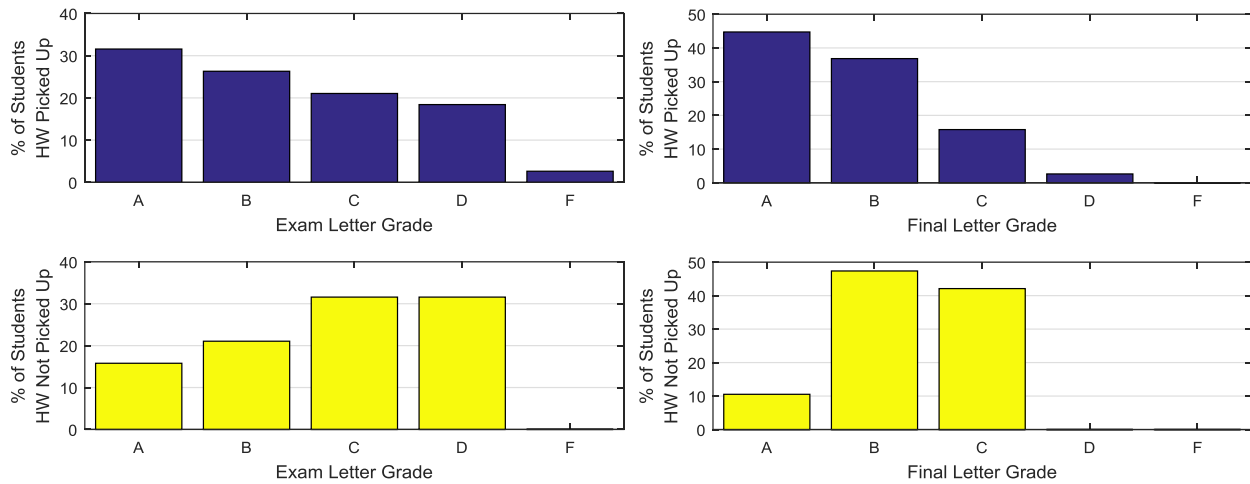 % of Students
HW Picked Up
40
30
20
10
0
A B C D F
Exam Letter Grade
% of Students
HW Picked Up
50
40
30
20
10
0
A B C D F
Final Letter Grade
% of Students
HW Not Picked Up
40
30
20
10
0
A B C D F
Exam Letter Grade
% of Students
HW Not Picked Up
50
40
30
20
10
0
A B C D F
Final Letter Grade